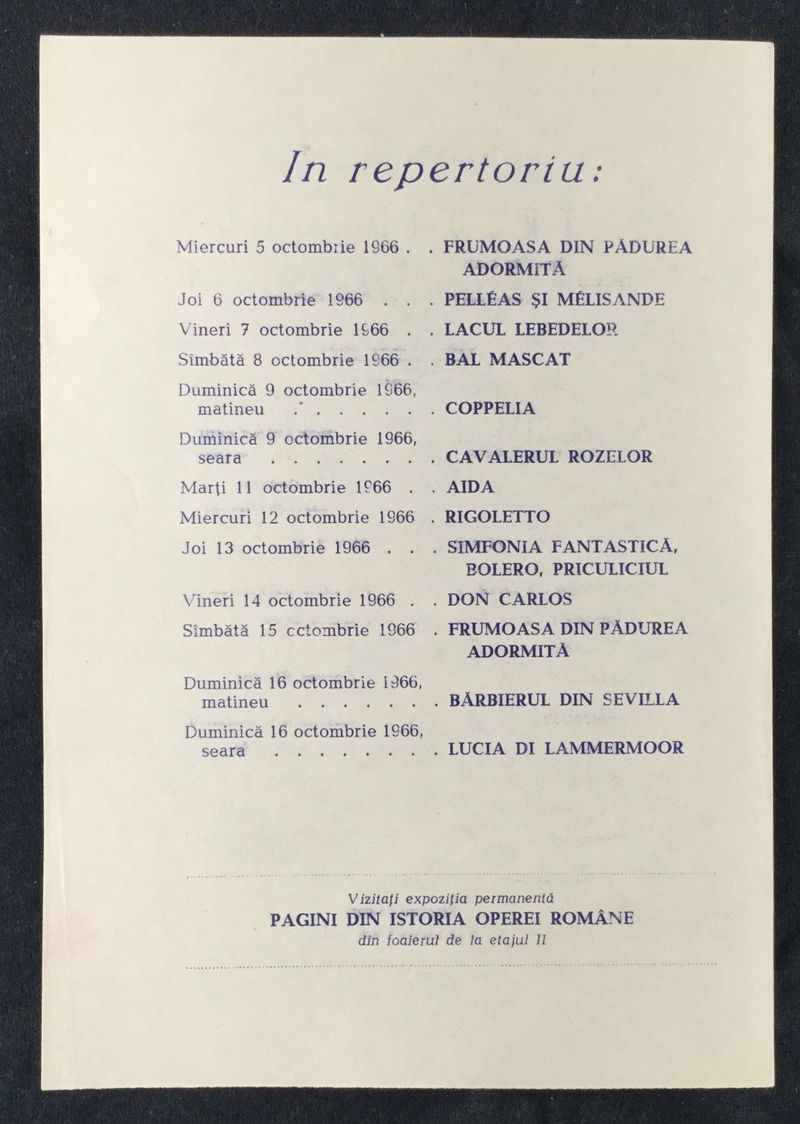 In repertoriu:
Miercuri 5 octombrie 1966 . . FRUMOASA DIN PĂDUREA
ADORMITĂ
Joi 6 octombrie 1966 . . . PELLÉAS ȘI MÉLISANDE
Vineri 7 octombrie 1966 . . LACUL LEBEDELOR
Sîmbătă 8 octombrie 1966 . . BAL MASCAT
Duminică 9 octombrie 1966,
matineu . . . . . . . COPPELIA
Duminică 9 octombrie 1966,
seara . . . . . . . . CAVALERUL ROZELOR
Marți 11 octombrie 1966 . . AIDA
Miercuri 12 octombrie 1966 . RIGOLETTO
Joi 13 octombrie 1966 . . . SIMFONIA FANTASTICĂ,
BOLERO, PRICULICIUL
Vineri 14 octombrie 1966 . . DON CARLOS
Sîmbătă 15 octombrie 1966 . FRUMOASA DIN PĂDUREA
ADORMITĂ
Duminică 16 octombrie 1966,
matineu . . . . . . . BĂRBIERUL DIN SEVILLA
Duminică 16 octombrie 1966,
seara . . . . . . . . LUCIA DI LAMMERMOOR
Vizitați expoziția permanentă
PAGINI DIN ISTORIA OPEREI ROMÂNE
din foaierul de la etajul II